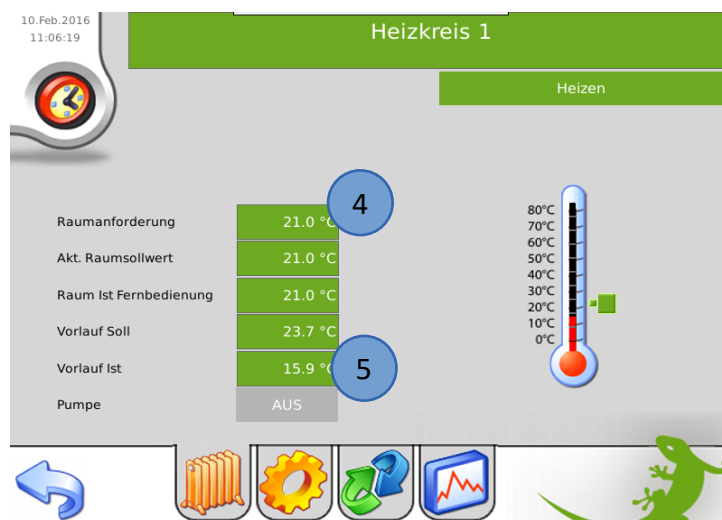 10.Feb.2016
11:06:19
Heizkreis 1
Heizen
4
Raumanforderung 21.0 °C
Akt. Raumsollwert 21.0 °C
Raum Ist Fernbedienung 21.0 °C
Vorlauf Soll 23.7 °C
Vorlauf Ist 15.9 °C
5
Pumpe AUS
80°C
70°C
60°C
50°C
40°C
30°C
20°C
10°C
0°C